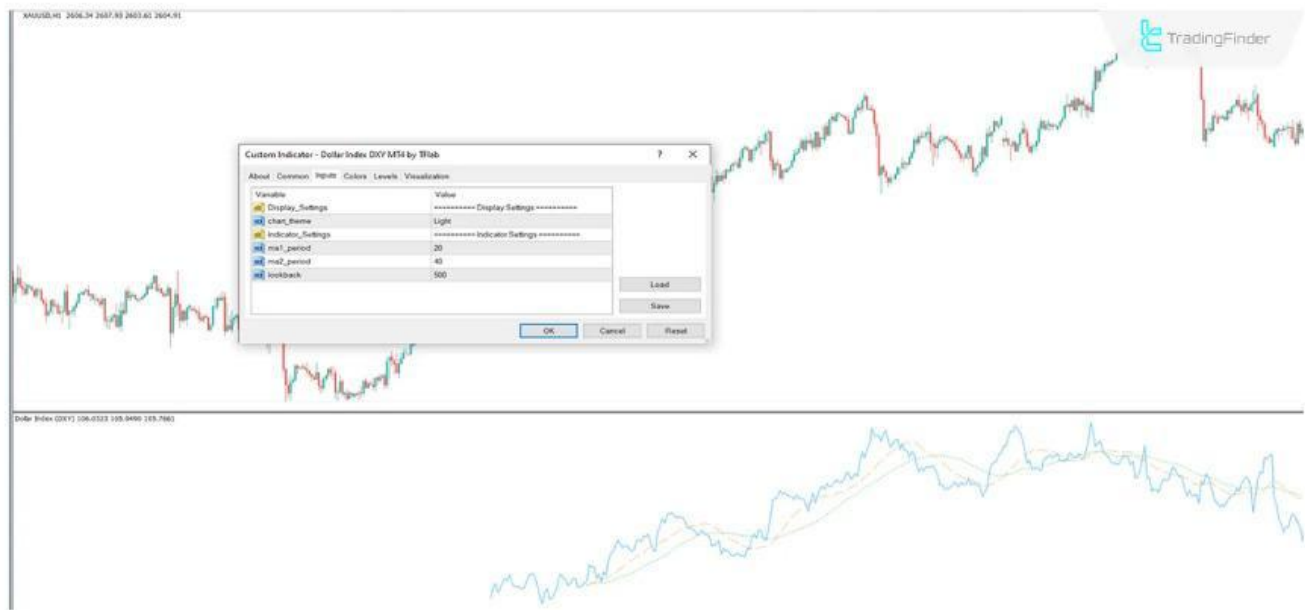 XAUUSD,H1 2606.34 2607.93 2603.61 2604.91
TradingFinder
Custom Indicator - Dollar Index DXY MT4 by TFlab
? ×
About Common Inputs Colors Levels Visualization
Variable Value
ab Display_Settings ========== Display Settings ==========
chart_theme Light
ab Indicator_Settings ========== Indicator Settings ==========
ma1_period 20
ma2_period 40
lookback 500
Load
Save
OK Cancel Reset
Dollar Index (DXY) 106.0323 105.9490 105.7661